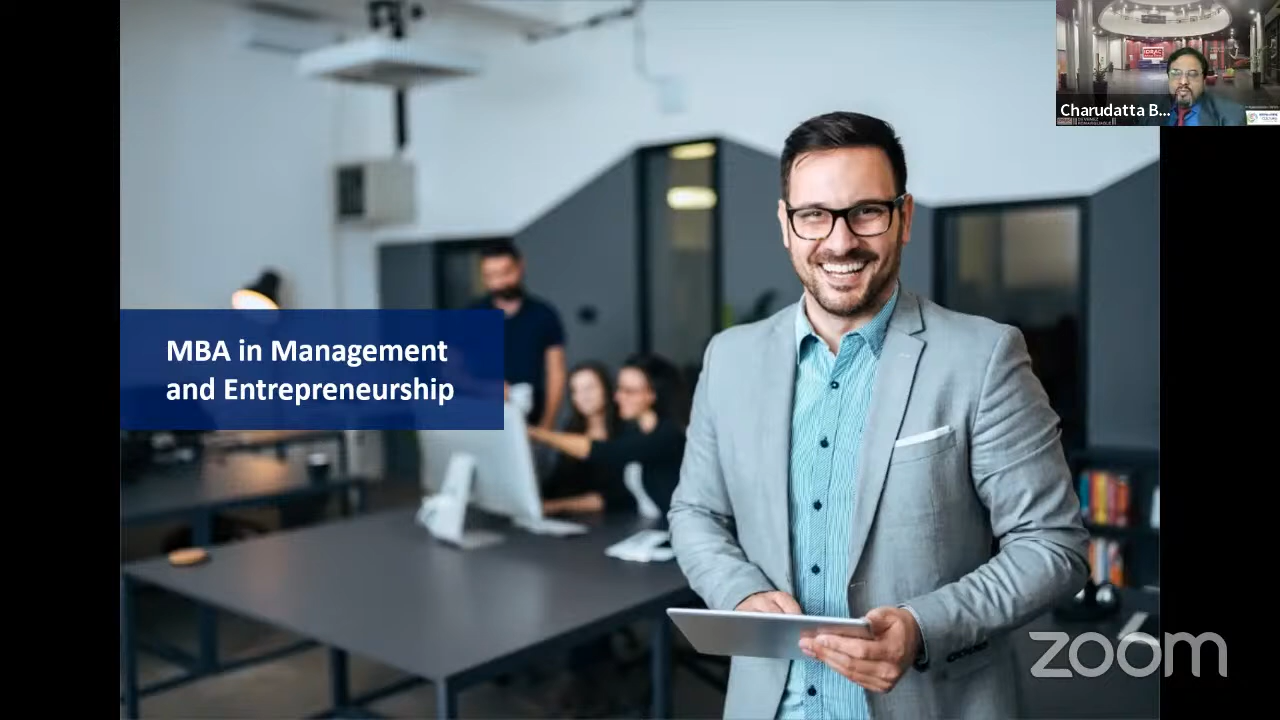 Charudatta B...
MBA in Management
and Entrepreneurship
zoom